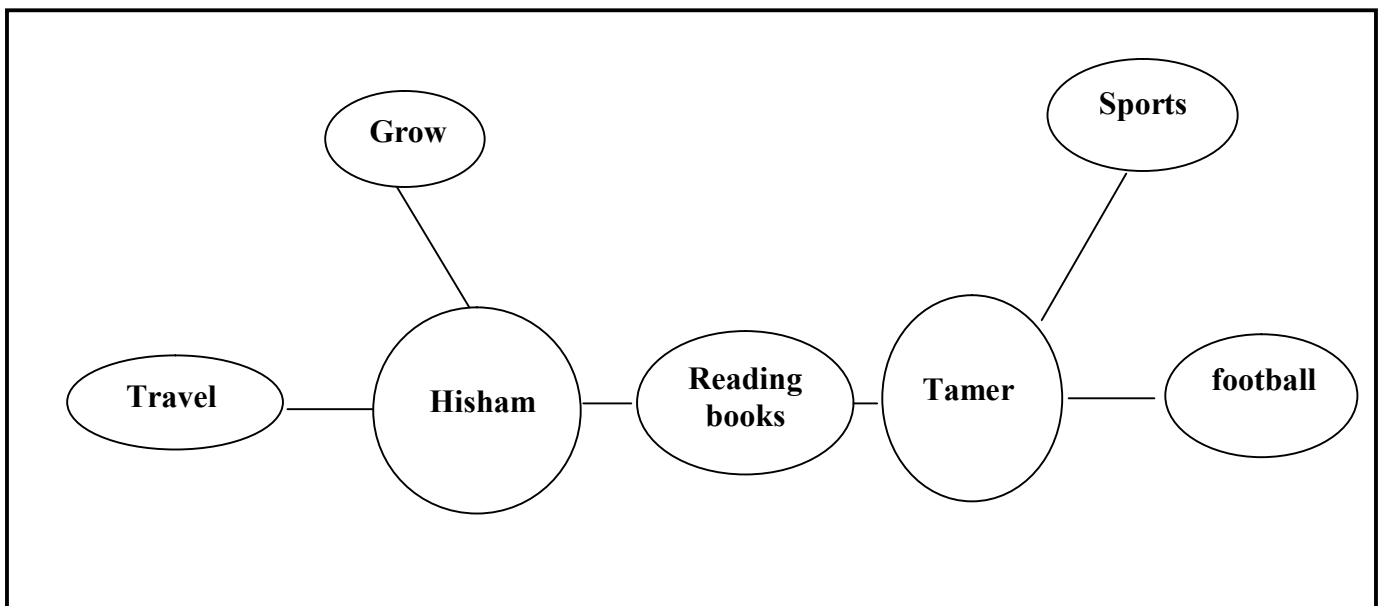 Grow
Sports
Travel
Hisham
Reading
books
Tamer
football